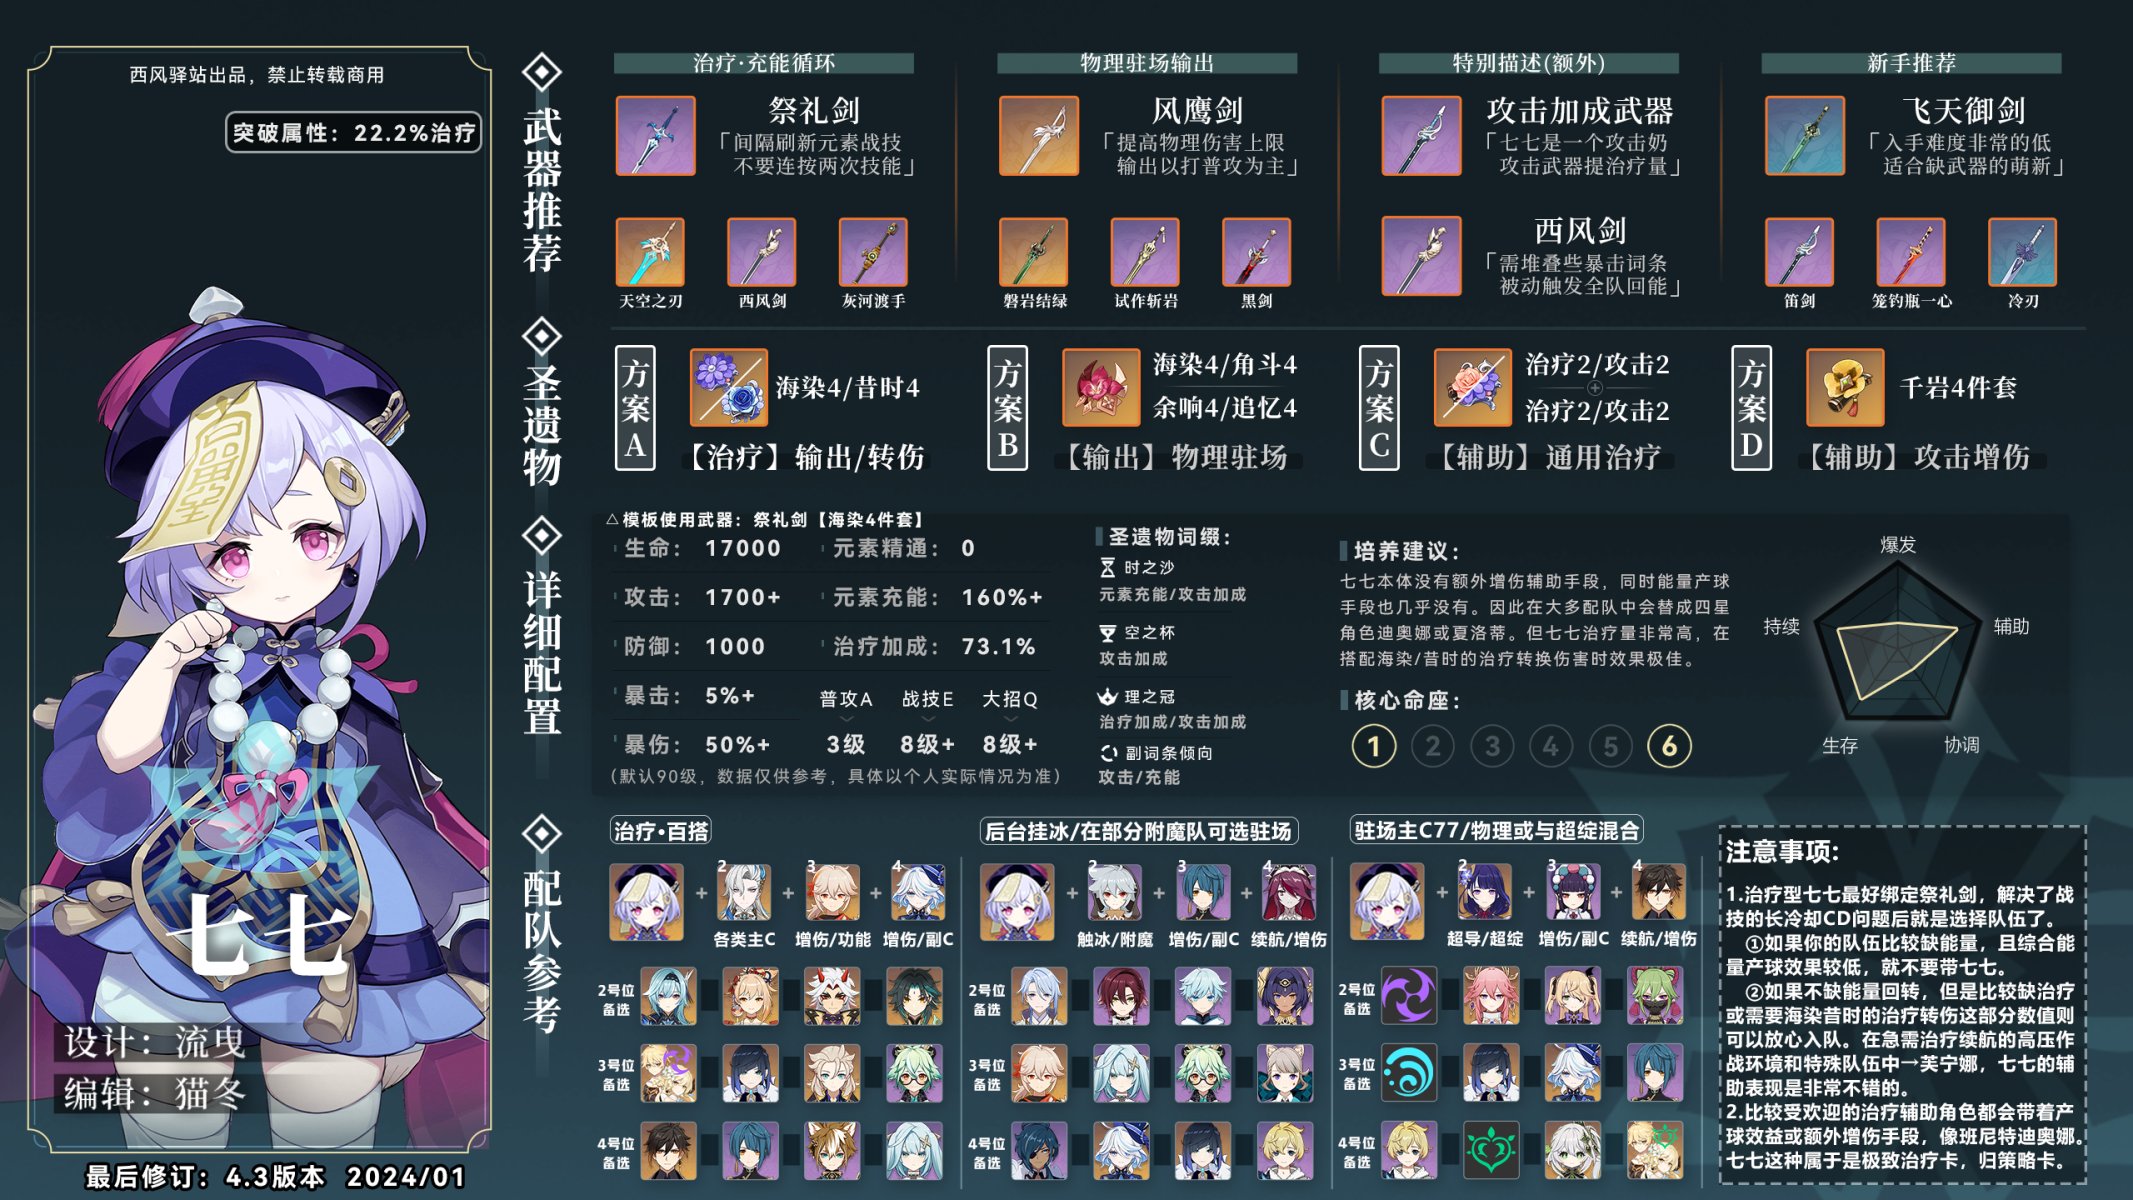 西风驿站出品，禁止转载商用
突破属性：22.2%治疗
七七
设计：流曳
编辑：猫冬
最后修订：4.3版本 2024/01
武器推荐
治疗·充能循环
祭礼剑
「间隔刷新元素战技
不要连按两次技能」
天空之刃
西风剑
灰河渡手
物理驻场输出
风鹰剑
「提高物理伤害上限
输出以打普攻为主」
磐岩结绿
试作斩岩
黑剑
特别描述(额外)
攻击加成武器
「七七是一个攻击奶
攻击武器提治疗量」
西风剑
「需堆叠些暴击词条
被动触发全队回能」
新手推荐
飞天御剑
「入手难度非常的低
适合缺武器的萌新」
笛剑
笼钓瓶一心
冷刃
圣遗物
方案A
海染4/昔时4
【治疗】输出/转伤
方案B
海染4/角斗4
余响4/追忆4
【输出】物理驻场
方案C
治疗2/攻击2
治疗2/攻击2
【辅助】通用治疗
方案D
千岩4件套
【辅助】攻击增伤
详细配置
△模板使用武器：祭礼剑【海染4件套】
生命：17000
元素精通：0
攻击：1700+
元素充能：160%+
防御：1000
治疗加成：73.1%
暴击：5%+
普攻A 战技E 大招Q
暴伤：50%+
3级 8级+ 8级+
(默认90级，数据仅供参考，具体以个人实际情况为准)
圣遗物词缀：
时之沙
元素充能/攻击加成
空之杯
攻击加成
理之冠
治疗加成/攻击加成
副词条倾向
攻击/充能
培养建议：
七七本体没有额外增伤辅助手段，同时能量产球
手段也几乎没有。因此在大多配队中会替成四星
角色迪奥娜或夏洛蒂。但七七治疗量非常高，在
搭配海染/昔时的治疗转换伤害时效果极佳。
核心命座：
1 2 3 4 5 6
爆发
持续
辅助
生存
协调
配队参考
治疗·百搭
+ 2 + 3 + 4
各类主C 增伤/功能 增伤/副C
2号位
备选
3号位
备选
4号位
备选
后台挂冰/在部分附魔队可选驻场
+ 2 + 3 + 4
触冰/附魔 增伤/副C 续航/增伤
2号位
备选
3号位
备选
4号位
备选
驻场主C77/物理或与超绽混合
+ 2 + 3 + 4
超导/超绽 增伤/副C 续航/增伤
2号位
备选
3号位
备选
4号位
备选
注意事项：
1.治疗型七七最好绑定祭礼剑，解决了战
技的长冷却CD问题后就是选择队伍了。
①如果你的队伍比较缺能量，且综合能
量产球效果较低，就不要带七七。
②如果不缺能量回转，但是比较缺治疗
或需要海染昔时的治疗转伤这部分数值则
可以放心入队。在急需治疗续航的高压作
战环境和特殊队伍中→芙宁娜，七七的辅
助表现是非常不错的。
2.比较受欢迎的治疗辅助角色都会带着产
球效益或额外增伤手段，像班尼特迪奥娜。
七七这种属于是极致治疗卡，归策略卡。